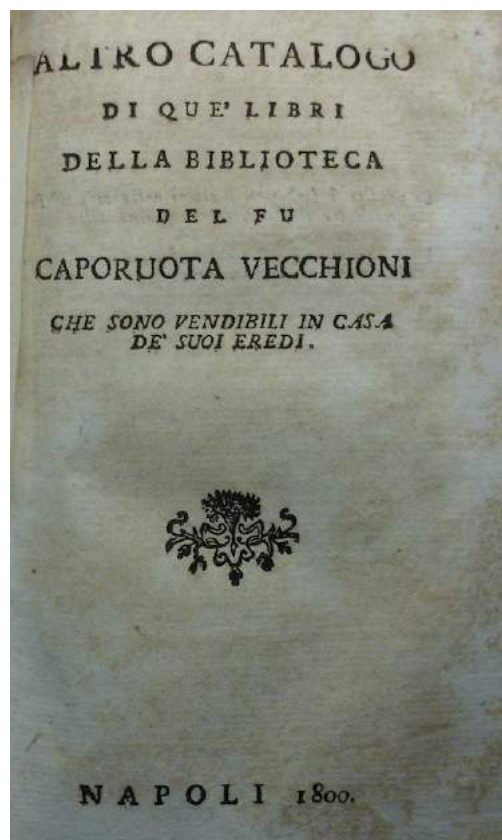 ALTRO CATALOGO
DI QUE' LIBRI
DELLA BIBLIOTECA
DEL FU
CAPORUOTA VECCHIONI
CHE SONO VENDIBILI IN CASA
DE' SUOI EREDI.
NAPOLI 1800.